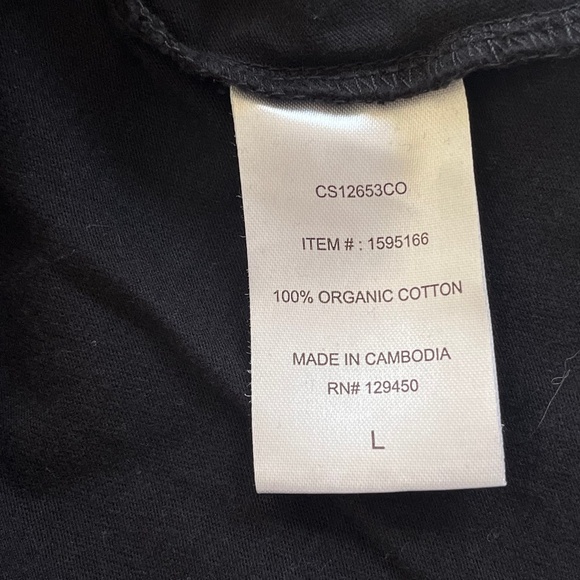 CS12653CO
ITEM # : 1595166
100% ORGANIC COTTON
MADE IN CAMBODIA
RN# 129450
L